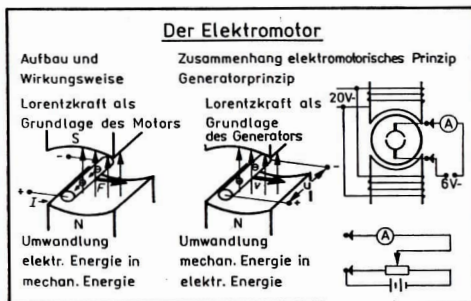 Der Elektromotor
Aufbau und
Wirkungsweise
Lorentzkraft als
Grundlage des Motors
S
-
e
F
+
I
N
Umwandlung
elektr. Energie in
mechan. Energie
Zusammenhang elektromotorisches Prinzip
Generatorprinzip
Lorentzkraft als
Grundlage
des Generators
-
e
v
u
+
N
Umwandlung
mechan. Energie in
elektr. Energie
20V-
A
6V-
A